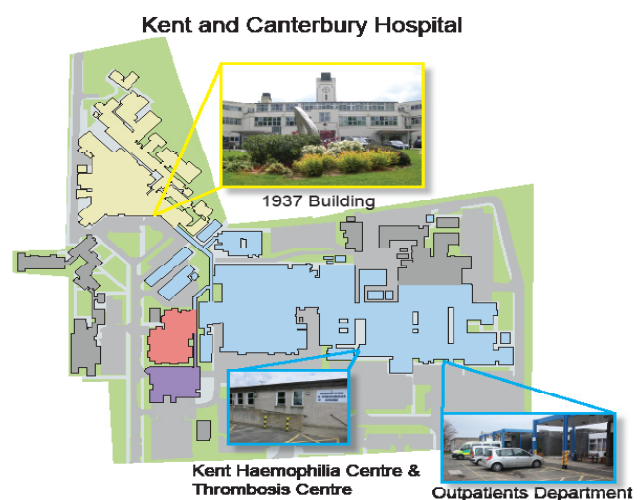 Kent and Canterbury Hospital
1937 Building
Kent Haemophilia Centre &
Thrombosis Centre
Outpatients Department